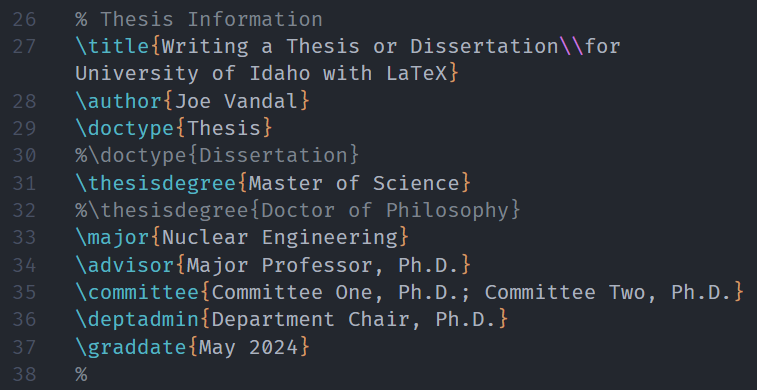 26 % Thesis Information
27 \title{Writing a Thesis or Dissertation\\for
University of Idaho with LaTeX}
28 \author{Joe Vandal}
29 \doctype{Thesis}
30 %\doctype{Dissertation}
31 \thesisdegree{Master of Science}
32 %\thesisdegree{Doctor of Philosophy}
33 \major{Nuclear Engineering}
34 \advisor{Major Professor, Ph.D.}
35 \committee{Committee One, Ph.D.; Committee Two, Ph.D.}
36 \deptadmin{Department Chair, Ph.D.}
37 \graddate{May 2024}
38 %